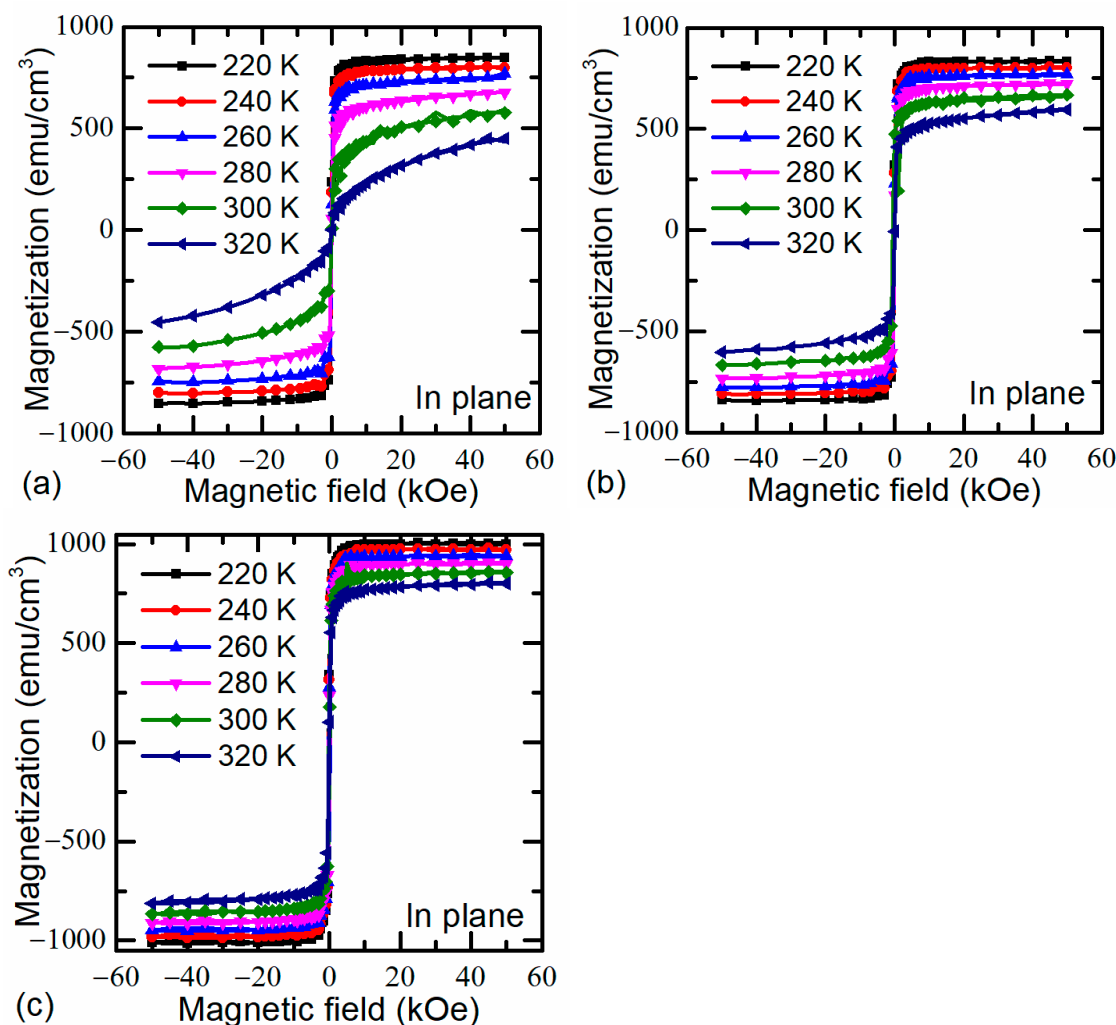 1000
500
0
−500
−1000
Magnetization (emu/cm³)
220 K
240 K
260 K
280 K
300 K
320 K
In plane
−60 −40 −20 0 20 40 60
Magnetic field (kOe)
(a)
1000
500
0
−500
−1000
Magnetization (emu/cm³)
220 K
240 K
260 K
280 K
300 K
320 K
In plane
−60 −40 −20 0 20 40 60
Magnetic field (kOe)
(b)
1000
500
0
−500
−1000
Magnetization (emu/cm³)
220 K
240 K
260 K
280 K
300 K
320 K
In plane
−60 −40 −20 0 20 40 60
Magnetic field (kOe)
(c)